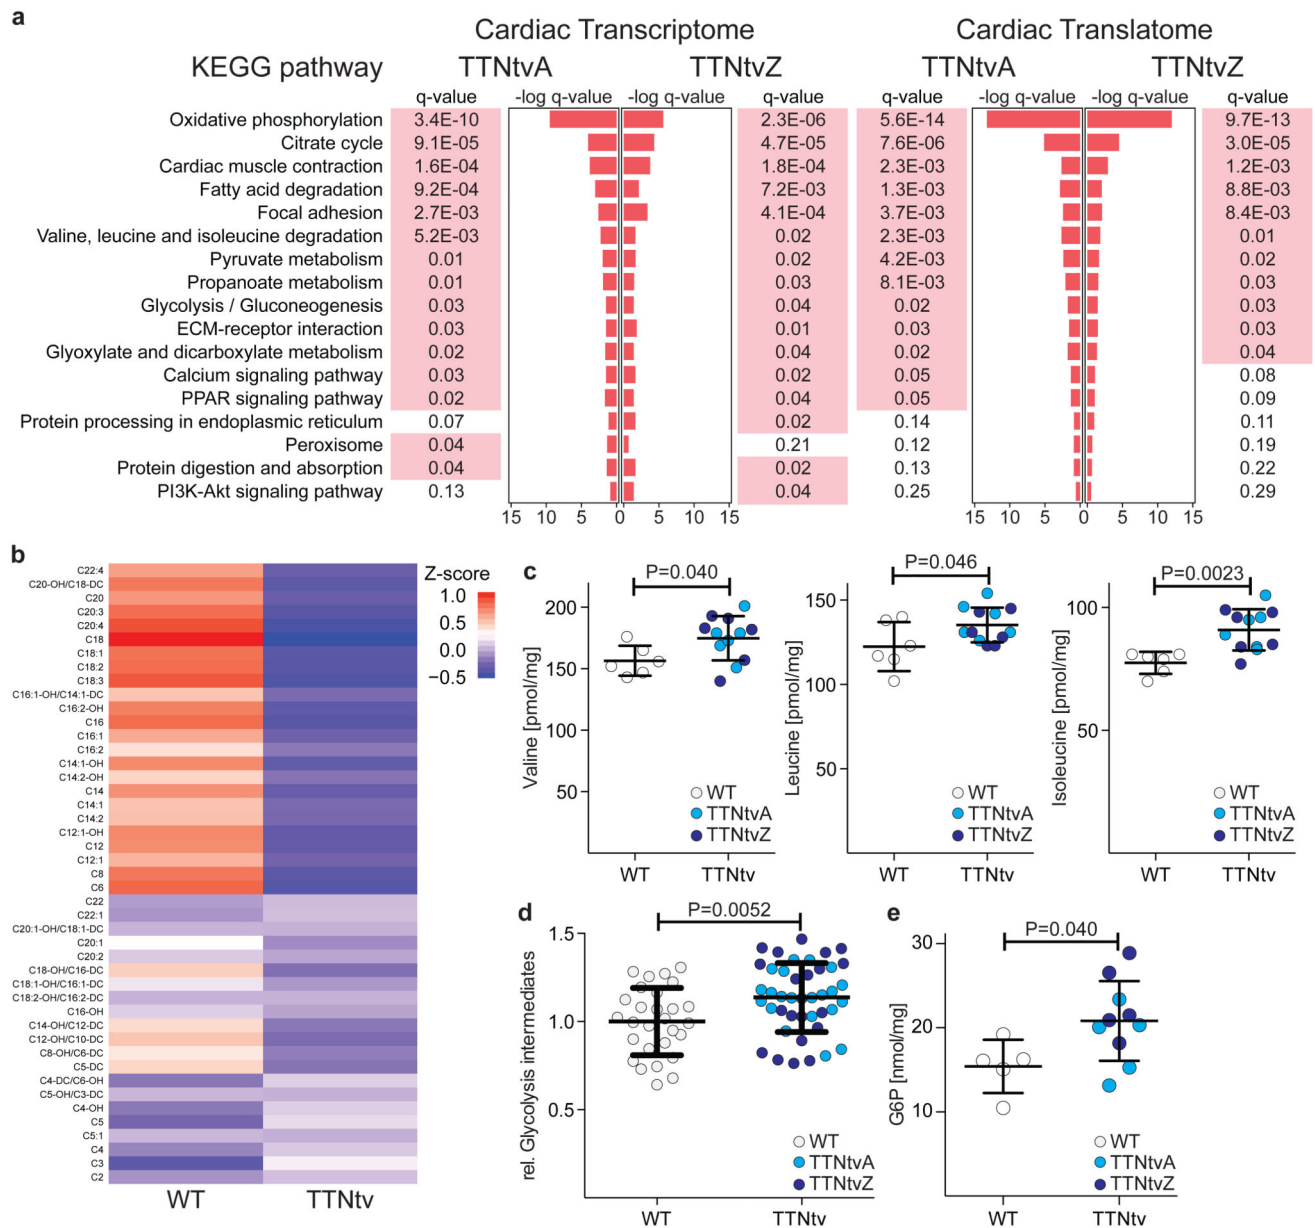 a
Cardiac Transcriptome Cardiac Translatome
KEGG pathway TTNtvA TTNtvZ TTNtvA TTNtvZ
q-value -log q-value -log q-value q-value q-value -log q-value -log q-value q-value
Oxidative phosphorylation 3.4E-10 2.3E-06 5.6E-14 9.7E-13
Citrate cycle 9.1E-05 4.7E-05 7.6E-06 3.0E-05
Cardiac muscle contraction 1.6E-04 1.8E-04 2.3E-03 1.2E-03
Fatty acid degradation 9.2E-04 7.2E-03 1.3E-03 8.8E-03
Focal adhesion 2.7E-03 4.1E-04 3.7E-03 8.4E-03
Valine, leucine and isoleucine degradation 5.2E-03 0.02 2.3E-03 0.01
Pyruvate metabolism 0.01 0.02 4.2E-03 0.02
Propanoate metabolism 0.01 0.03 8.1E-03 0.03
Glycolysis / Gluconeogenesis 0.03 0.04 0.02 0.03
ECM-receptor interaction 0.03 0.01 0.03 0.03
Glyoxylate and dicarboxylate metabolism 0.02 0.04 0.02 0.04
Calcium signaling pathway 0.03 0.02 0.05 0.08
PPAR signaling pathway 0.02 0.04 0.05 0.09
Protein processing in endoplasmic reticulum 0.07 0.02 0.14 0.11
Peroxisome 0.04 0.21 0.12 0.19
Protein digestion and absorption 0.04 0.02 0.13 0.22
PI3K-Akt signaling pathway 0.13 0.04 0.25 0.29
15 10 5 0 5 10 15 15 10 5 0 5 10 15
b
C22:4
C20-OH/C18-DC
C20
C20:3
C20:4
C18
C18:1
C18:2
C18:3
C16:1-OH/C14:1-DC
C16:2-OH
C16
C16:1
C16:2
C14:1-OH
C14:2-OH
C14
C14:1
C14:2
C12:1-OH
C12
C12:1
C8
C6
C22
C22:1
C20:1-OH/C18:1-DC
C20:1
C20:2
C18-OH/C16-DC
C18:1-OH/C16:1-DC
C18:2-OH/C16:2-DC
C16-OH
C14-OH/C12-DC
C12-OH/C10-DC
C8-OH/C6-DC
C5-DC
C4-DC/C6-OH
C5-OH/C3-DC
C4-OH
C5
C5:1
C4
C3
C2
WT TTNtv
Z-score
1.0
0.5
0.0
−0.5
c
P=0.040
Valine [pmol/mg]
200
150
100
50
WT
TTNtvA
TTNtvZ
WT TTNtv
P=0.046
Leucine [pmol/mg]
150
100
50
WT
TTNtvA
TTNtvZ
WT TTNtv
P=0.0023
Isoleucine [pmol/mg]
100
50
WT
TTNtvA
TTNtvZ
WT TTNtv
d
P=0.0052
rel. Glycolysis intermediates
1.5
1.0
0.5
WT
TTNtvA
TTNtvZ
WT TTNtv
e
P=0.040
G6P [nmol/mg]
30
20
10
WT
TTNtvA
TTNtvZ
WT TTNtv